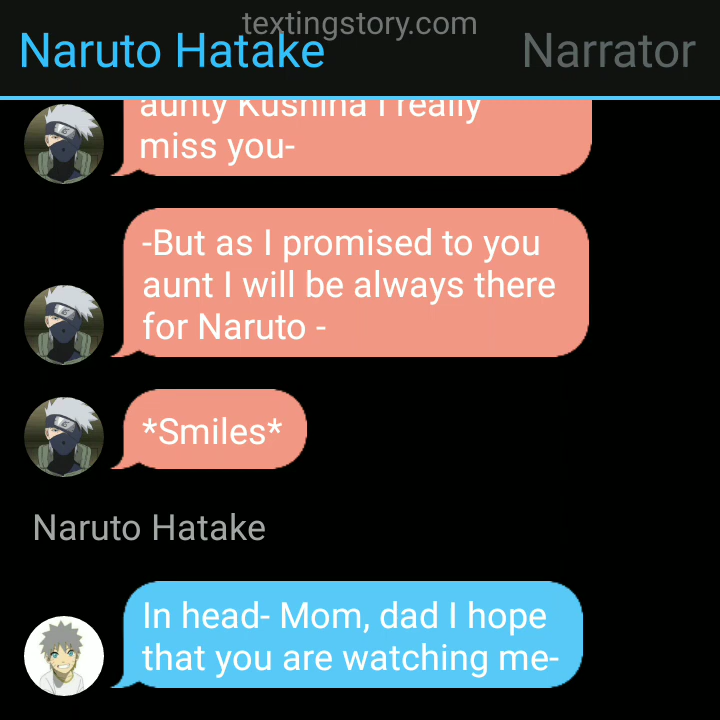 textingstory.com
Naruto Hatake
Narrator
aunty Kushina I really
miss you-
-But as I promised to you
aunt I will be always there
for Naruto -
*Smiles*
Naruto Hatake
In head- Mom, dad I hope
that you are watching me-